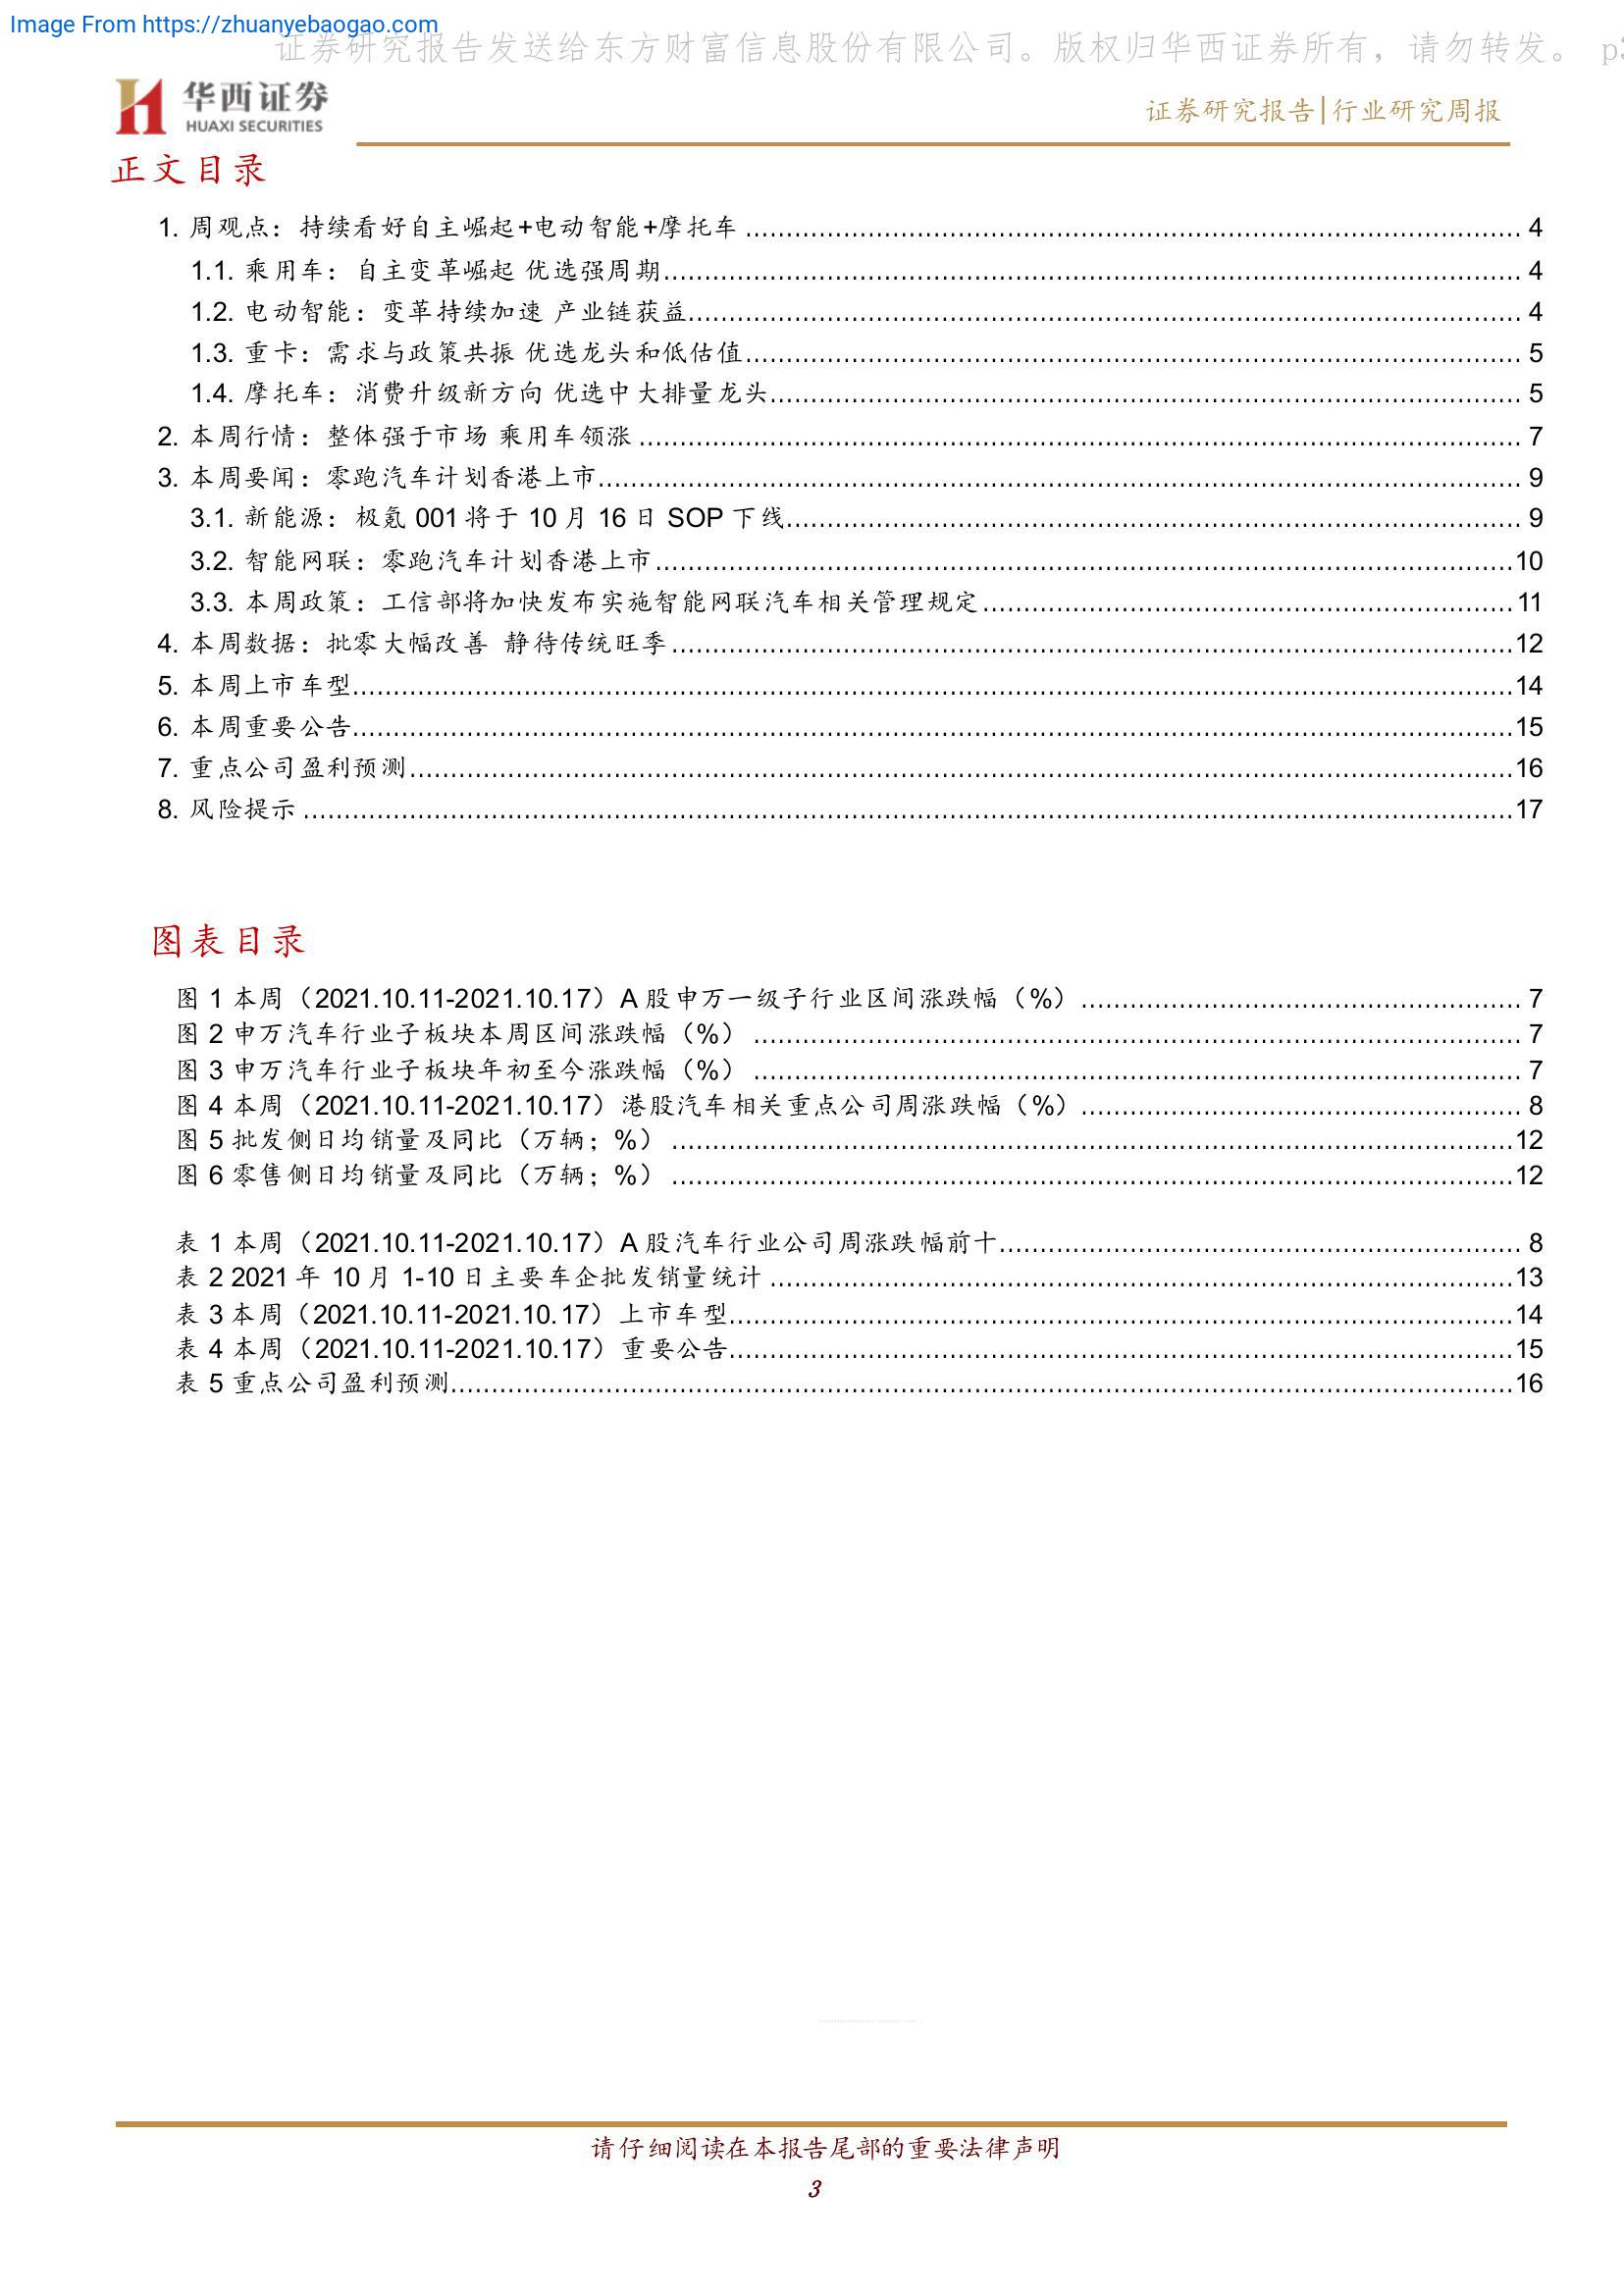 Image From https://zhuanyebaogao.com
证券研究报告发送给东方财富信息股份有限公司。版权归华西证券所有，请勿转发。 p3
华西证券
HUAXI SECURITIES
证券研究报告|行业研究周报
正文目录
1. 周观点：持续看好自主崛起+电动智能+摩托车 4
1.1. 乘用车：自主变革崛起 优选强周期 4
1.2. 电动智能：变革持续加速 产业链获益 4
1.3. 重卡：需求与政策共振 优选龙头和低估值 5
1.4. 摩托车：消费升级新方向 优选中大排量龙头 5
2. 本周行情：整体强于市场 乘用车领涨 7
3. 本周要闻：零跑汽车计划香港上市 9
3.1. 新能源：极氪 001 将于 10 月 16 日 SOP 下线 9
3.2. 智能网联：零跑汽车计划香港上市 10
3.3. 本周政策：工信部将加快发布实施智能网联汽车相关管理规定 11
4. 本周数据：批零大幅改善 静待传统旺季 12
5. 本周上市车型 14
6. 本周重要公告 15
7. 重点公司盈利预测 16
8. 风险提示 17
图表目录
图 1 本周（2021.10.11-2021.10.17）A 股申万一级子行业区间涨跌幅（%） 7
图 2 申万汽车行业子板块本周区间涨跌幅（%） 7
图 3 申万汽车行业子板块年初至今涨跌幅（%） 7
图 4 本周（2021.10.11-2021.10.17）港股汽车相关重点公司周涨跌幅（%） 8
图 5 批发侧日均销量及同比（万辆；%） 12
图 6 零售侧日均销量及同比（万辆；%） 12
表 1 本周（2021.10.11-2021.10.17）A 股汽车行业公司周涨跌幅前十 8
表 2 2021 年 10 月 1-10 日主要车企批发销量统计 13
表 3 本周（2021.10.11-2021.10.17）上市车型 14
表 4 本周（2021.10.11-2021.10.17）重要公告 15
表 5 重点公司盈利预测 16
请仔细阅读在本报告尾部的重要法律声明
3